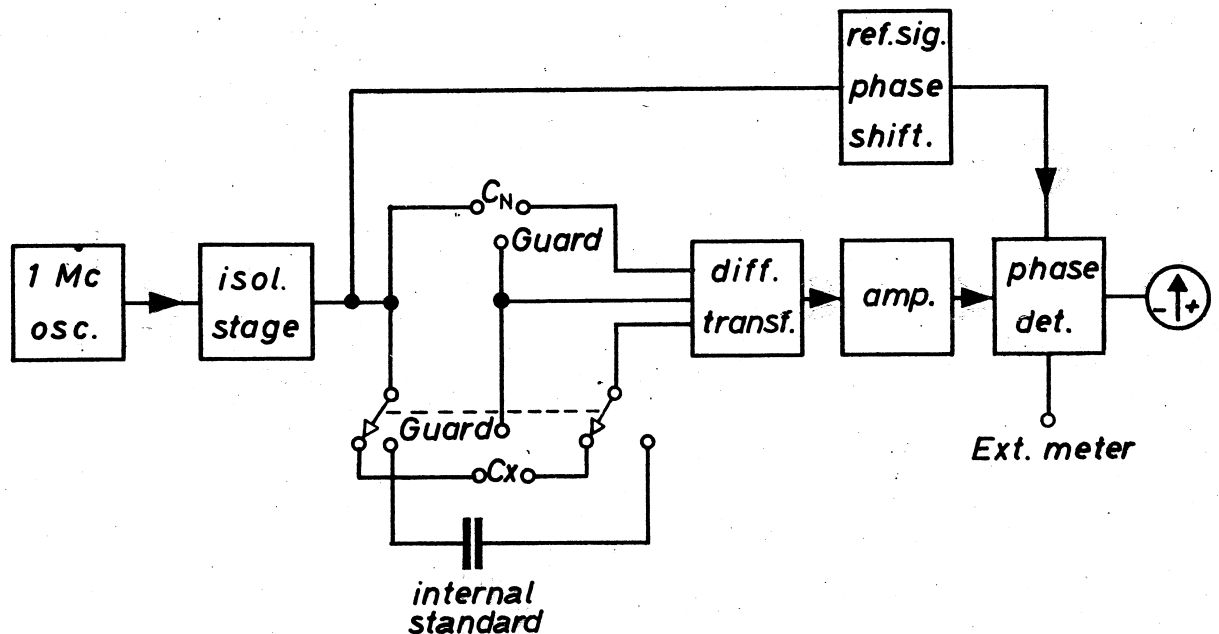 ref.sig.
phase
shift.
CN
Guard
1 Mc
osc.
isol.
stage
diff.
transf.
amp.
phase
det.
- +
Guard
Cx
Ext. meter
internal
standard